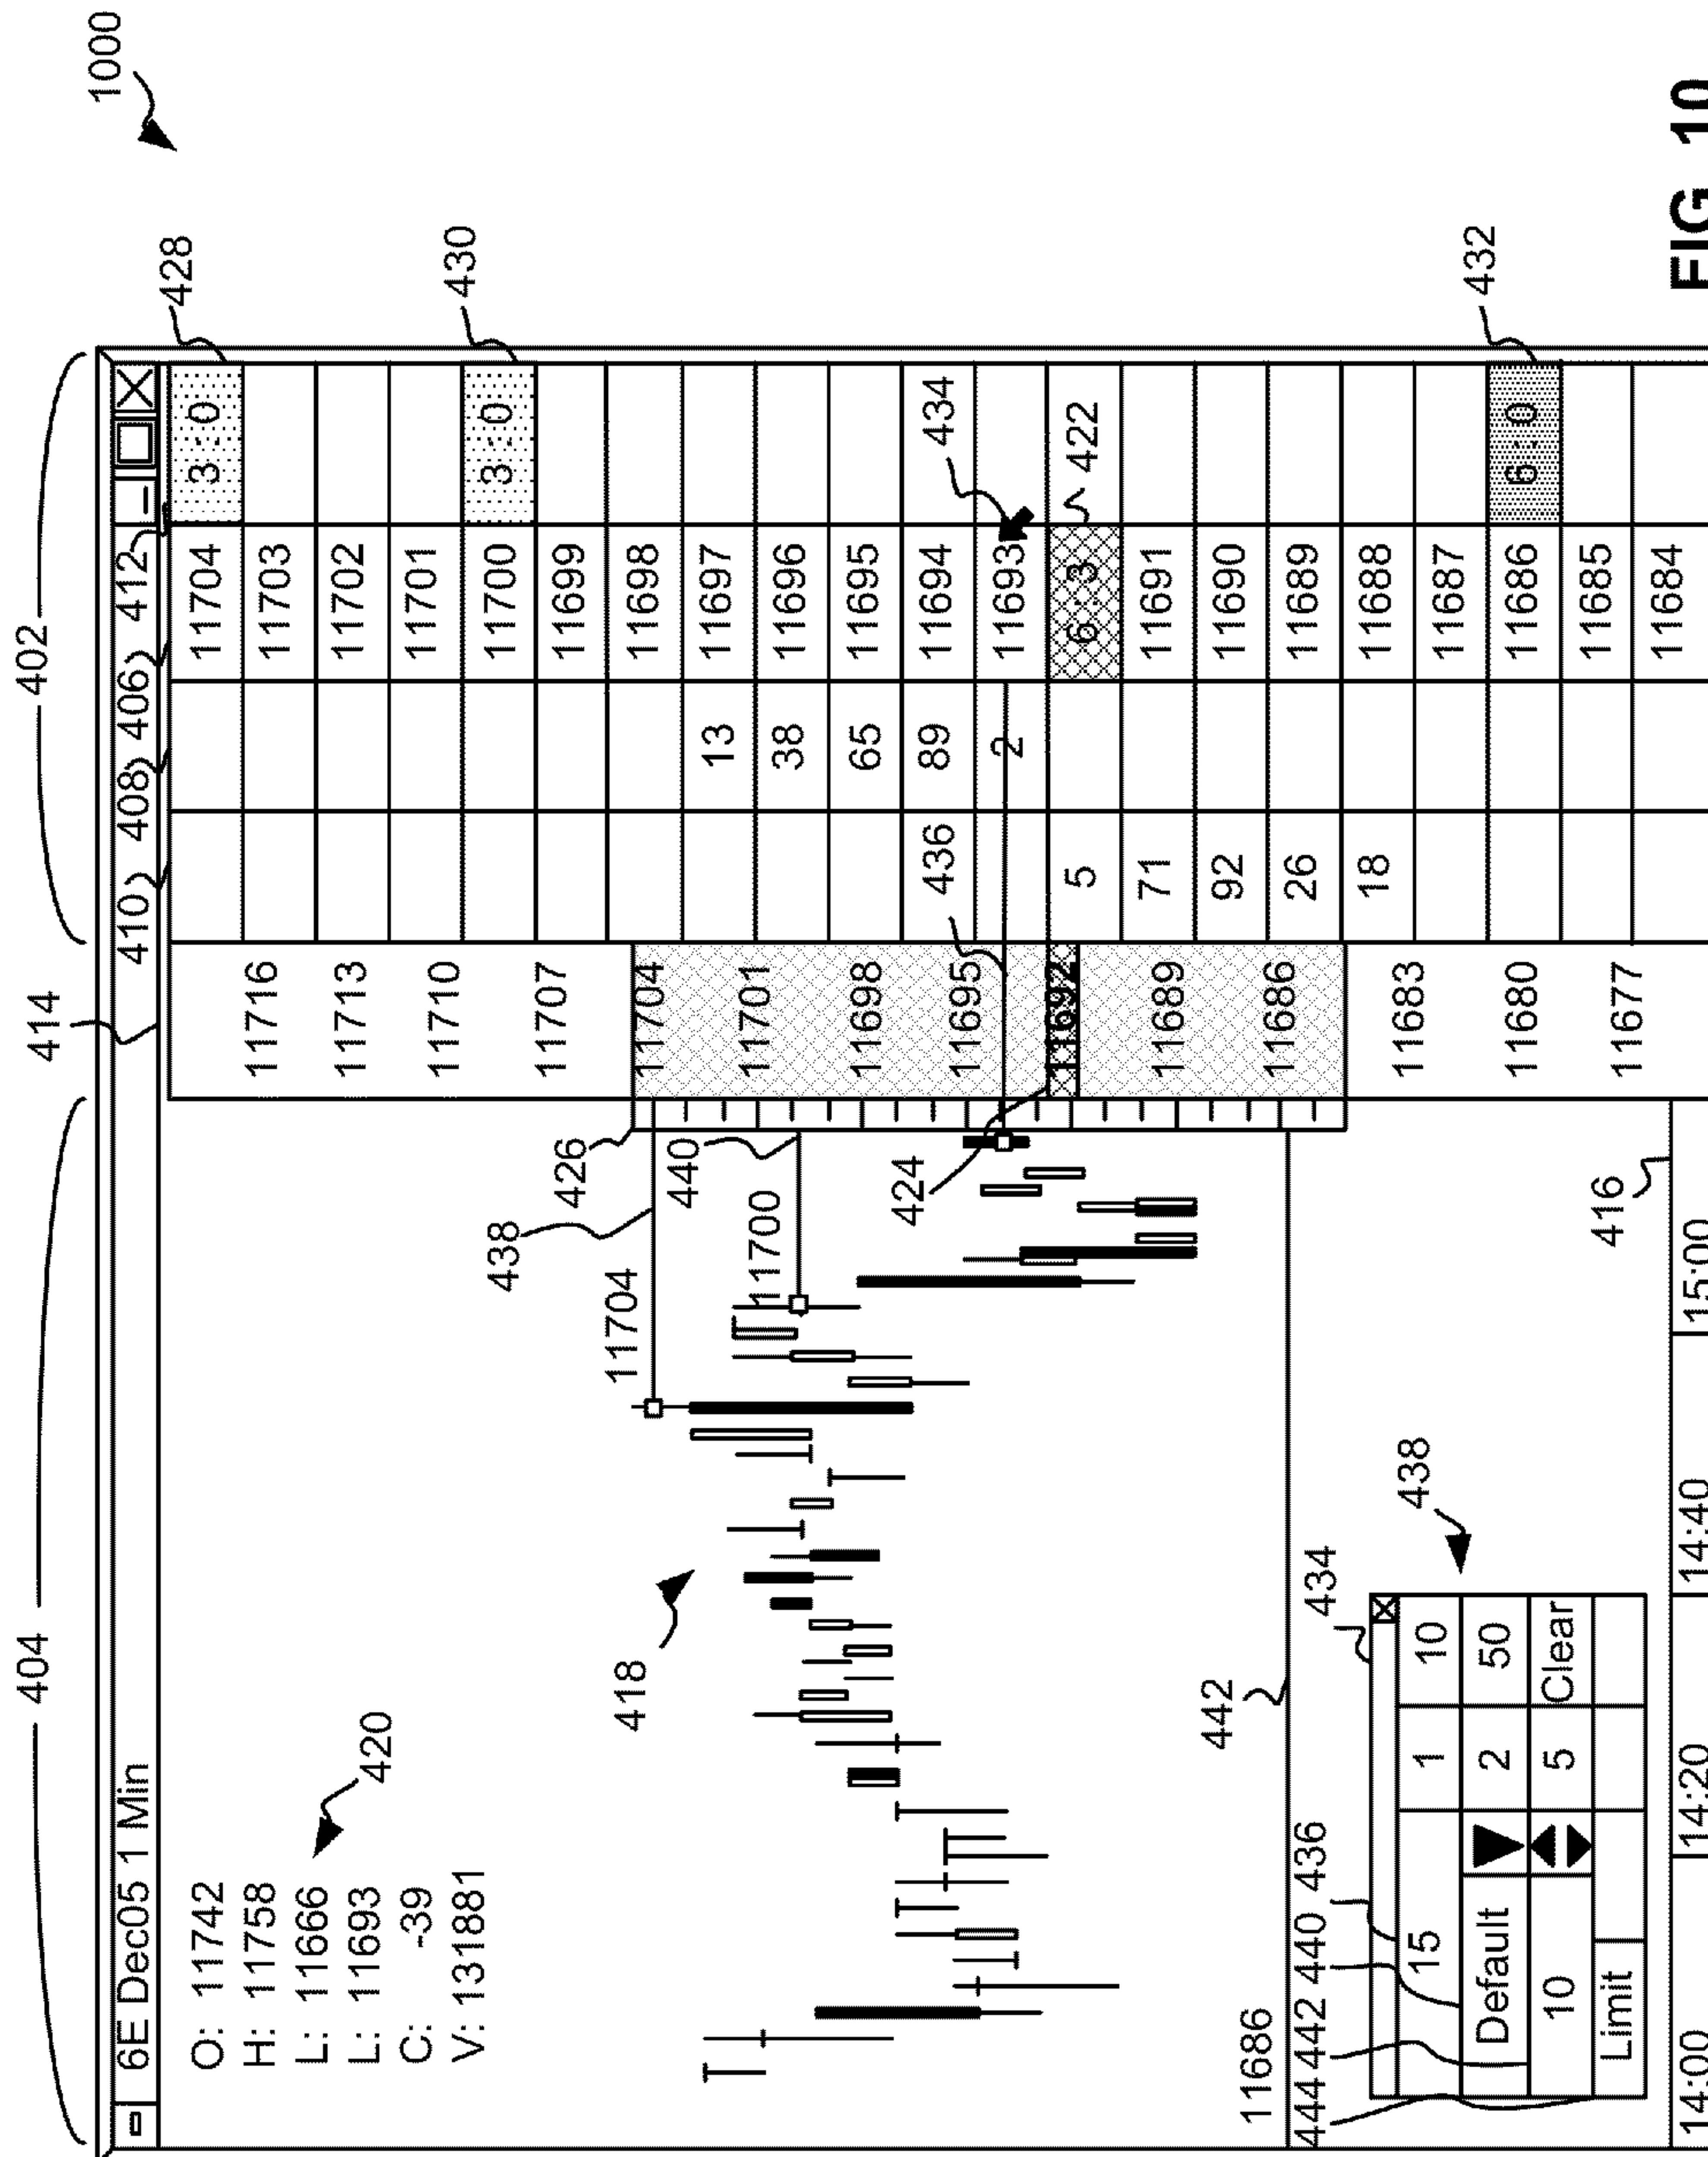 404 414 402
1000
6E Dec05 1 Min
410 408 406 412
O: 11742
H: 11758
L: 11666
L: 11693
C: -39
V: 131881
420
418
11704
438
426
11700
440
424
11686
442
416
11716
11713
11710
11707
11704
11701
11698
11695
11692
11689
11686
11683
11680
11677
11704 3 : 0 428
11703
11702
11701
11700 3 : 0 430
11699
11698
13 11697
38 11696
65 11695
436 89 11694 434
2 11693
5 6 : 3 422
71 11691
92 11690
26 11689
18 11688
11687
11686 6 : 0 432
11685
11684
444 442 440 436 434
438
15 1 10
Default 2 50
10 5 Clear
Limit
14:00 14:20 14:40 15:00
FIG. 10